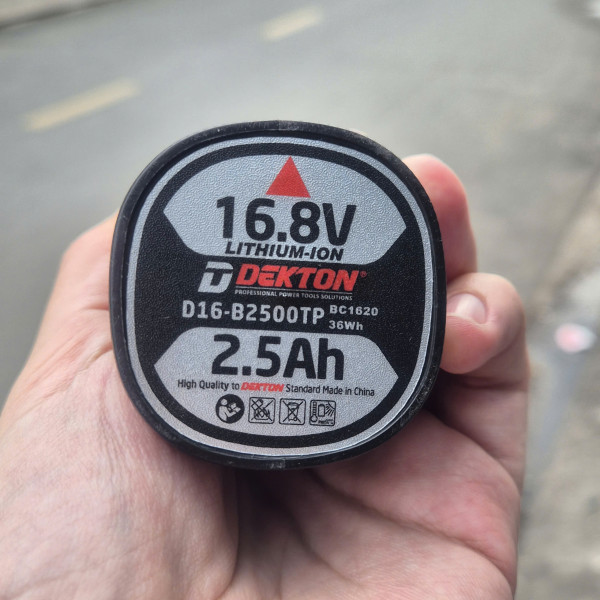 16.8V
LITHIUM-ION
D DEKTON®
PROFESSIONAL POWER TOOLS SOLUTIONS
D16-B2500TP BC1620
36Wh
2.5Ah
High Quality to DEKTON Standard Made in China